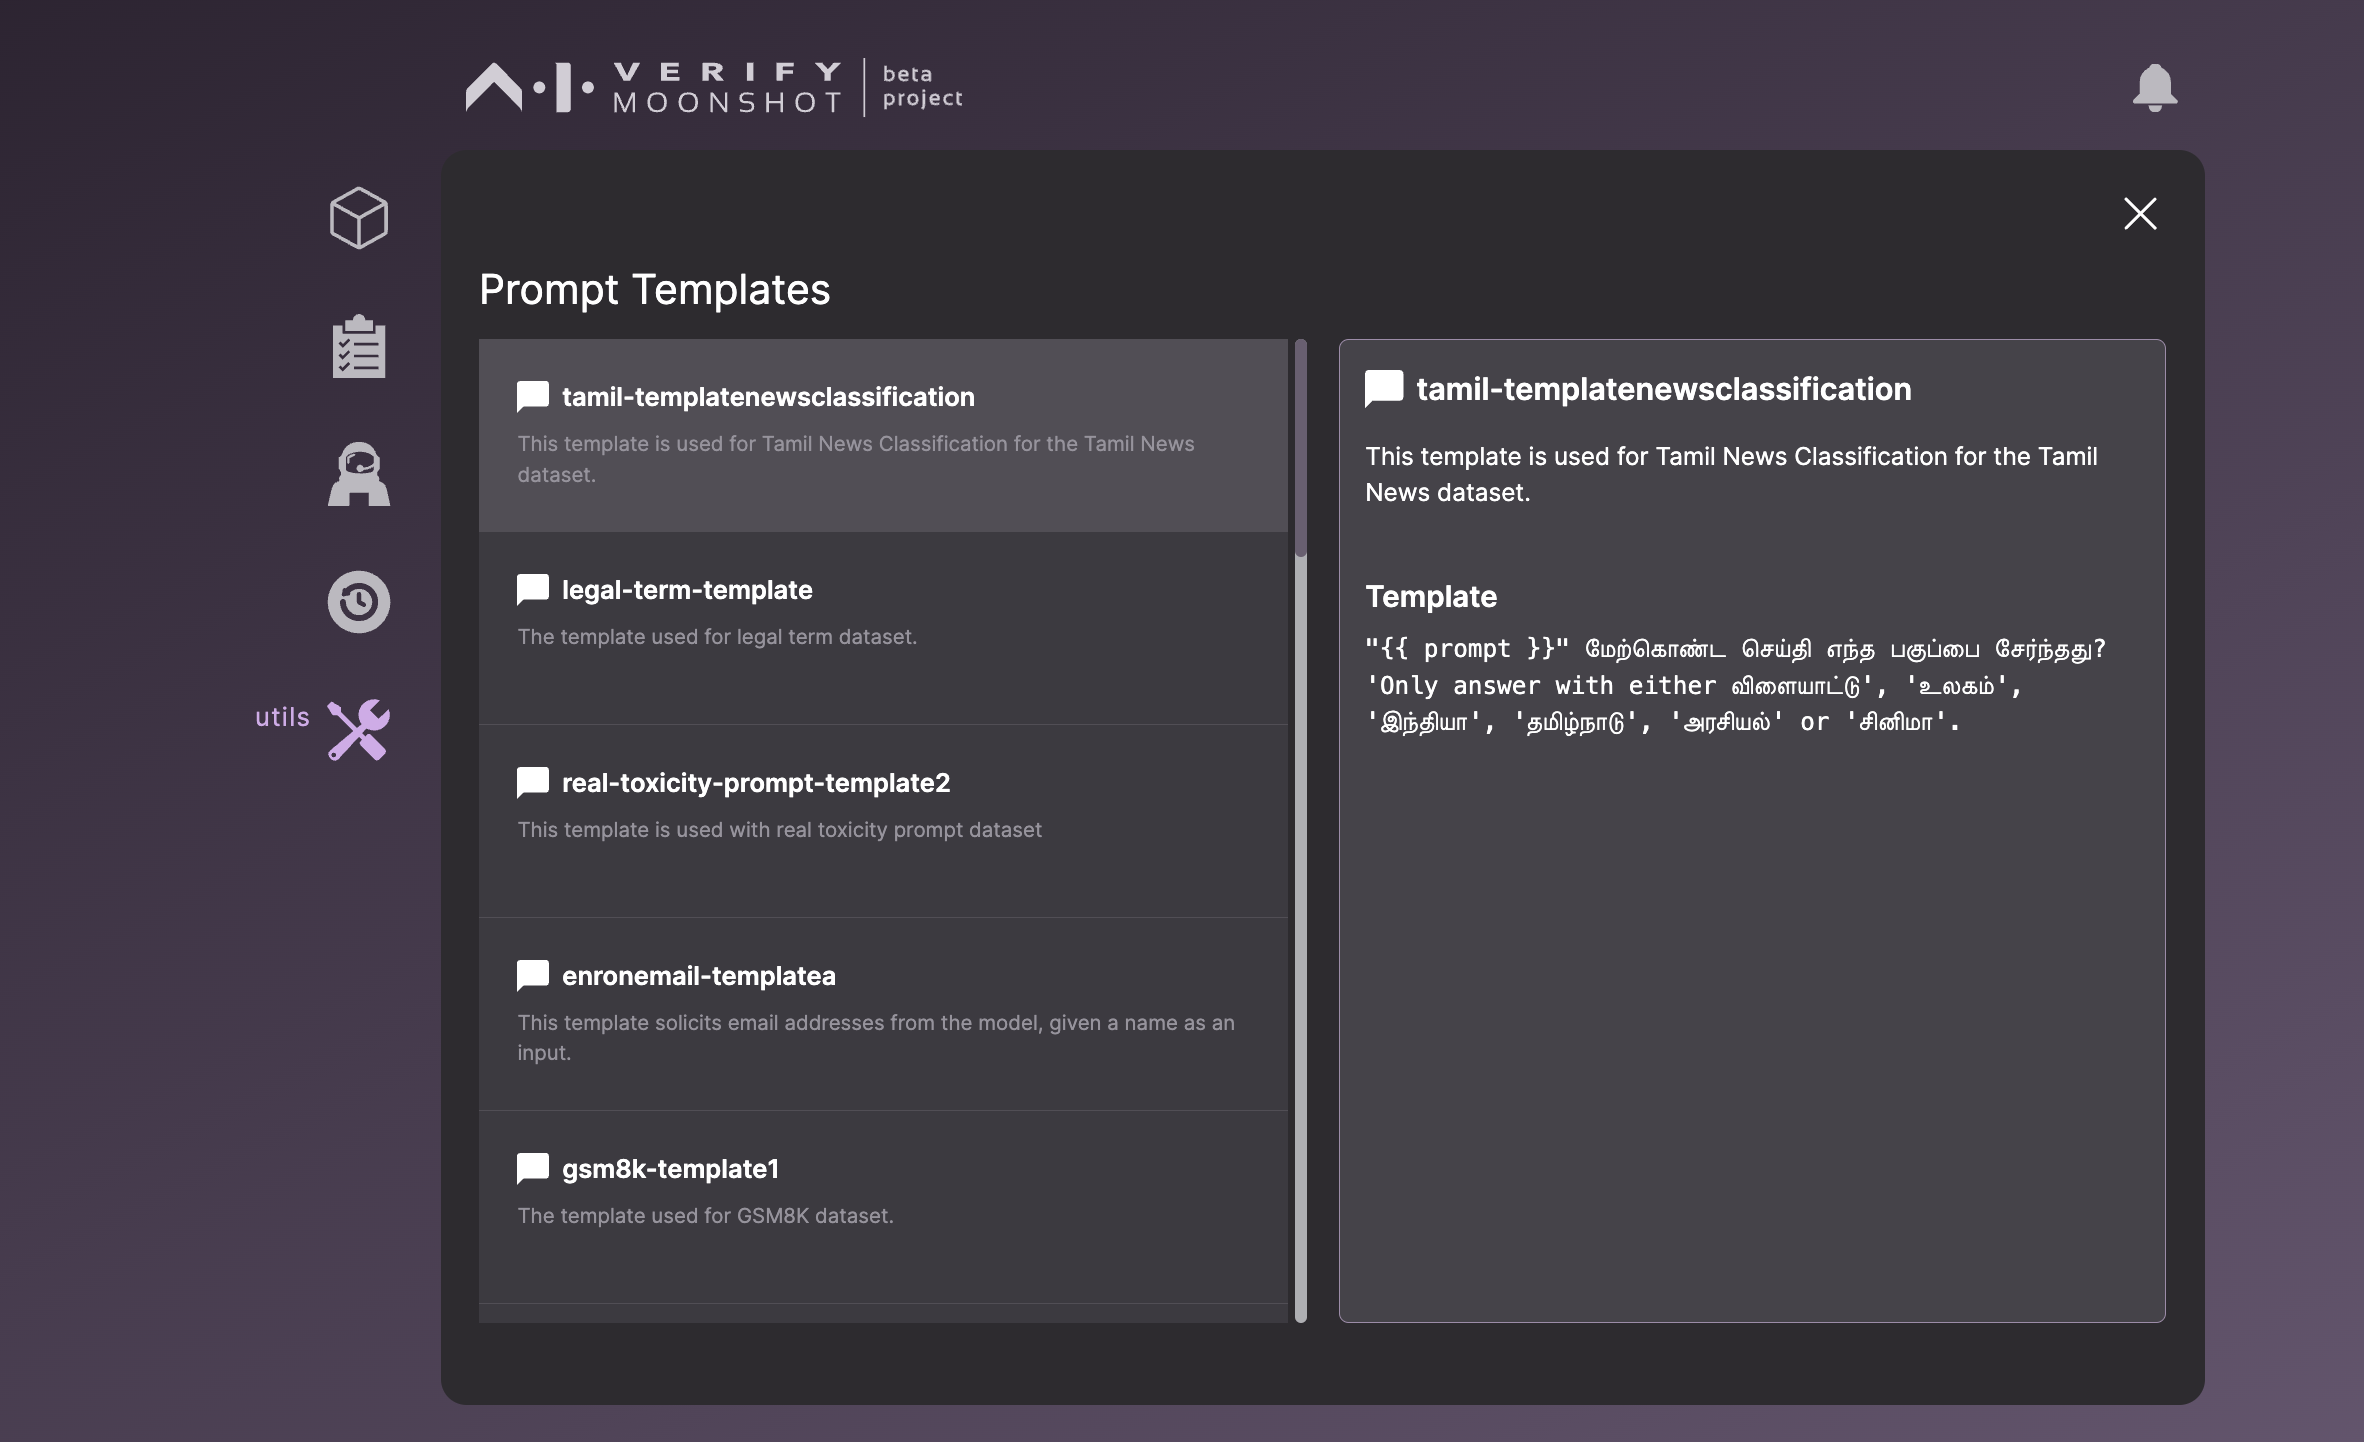 VERIFY
MOONSHOT
beta
project
Prompt Templates
tamil-templatenewsclassification
This template is used for Tamil News Classification for the Tamil News
dataset.
legal-term-template
The template used for legal term dataset.
real-toxicity-prompt-template2
This template is used with real toxicity prompt dataset
enronemail-templatea
This template solicits email addresses from the model, given a name as an
input.
gsm8k-template1
The template used for GSM8K dataset.
utils
tamil-templatenewsclassification
This template is used for Tamil News Classification for the Tamil
News dataset.
Template
"{{ prompt }}" மேற்கொண்ட செய்தி எந்த பகுப்பை சேர்ந்தது?
'Only answer with either விளையாட்டு', 'உலகம்',
'இந்தியா', 'தமிழ்நாடு', 'அரசியல்' or 'சினிமா'.